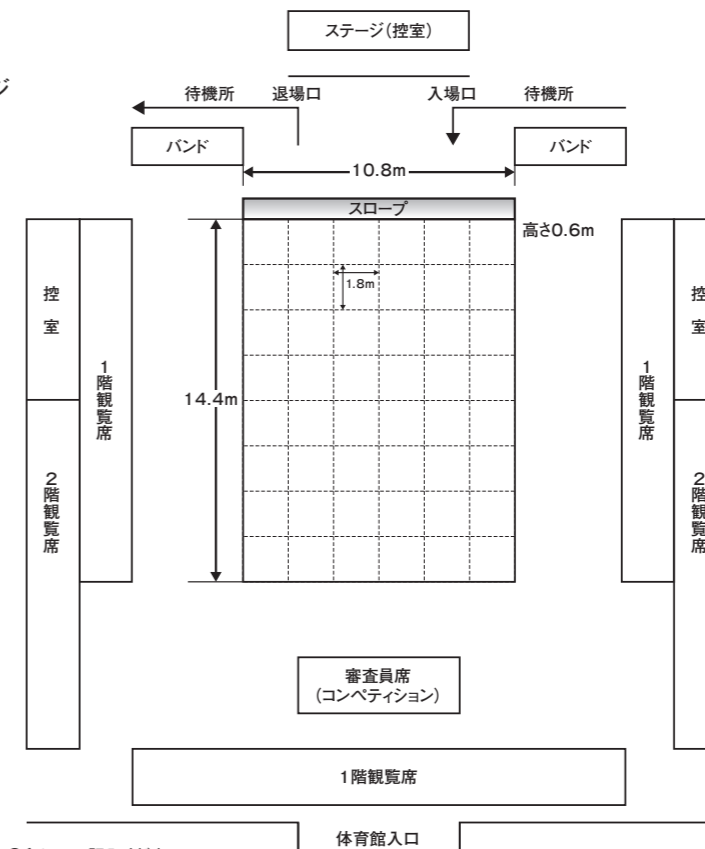 ステージ(控室)
ジ
待機所
退場口
入場口
待機所
バンド
バンド
10.8m
スロープ
高さ0.6m
1.8m
14.4m
控室
1階観覧席
2階観覧席
控室
1階観覧席
2階観覧席
審査員席
(コンペティション)
1階観覧席
体育館入口